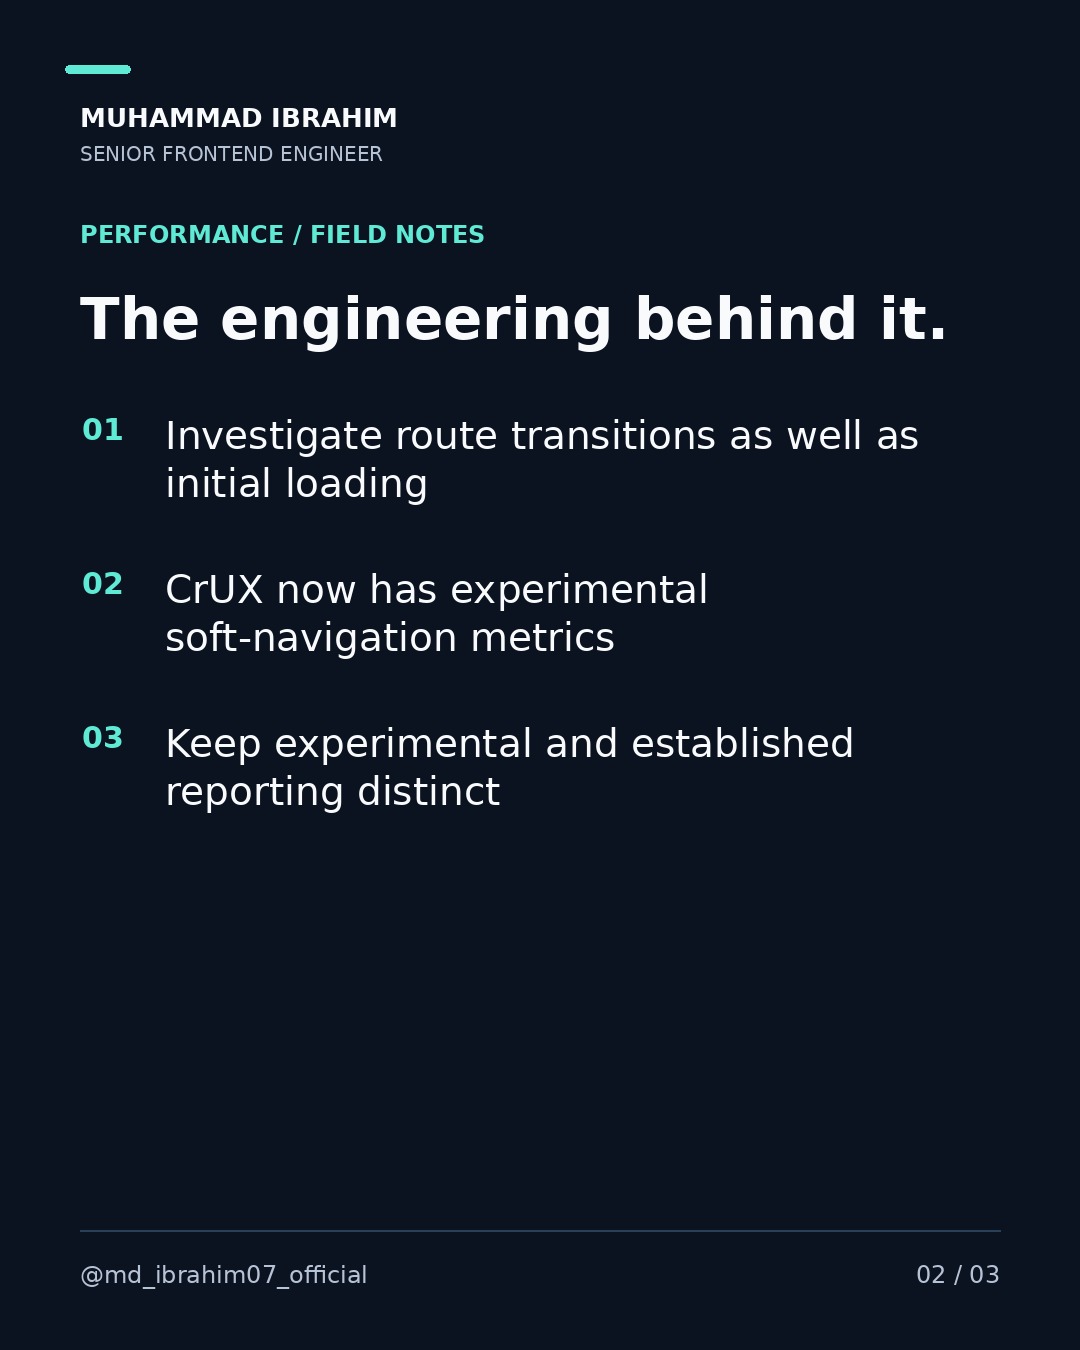 MUHAMMAD IBRAHIM
SENIOR FRONTEND ENGINEER
PERFORMANCE / FIELD NOTES
The engineering behind it.
01 Investigate route transitions as well as
initial loading
02 CrUX now has experimental
soft-navigation metrics
03 Keep experimental and established
reporting distinct
@md_ibrahim07_official 02 / 03